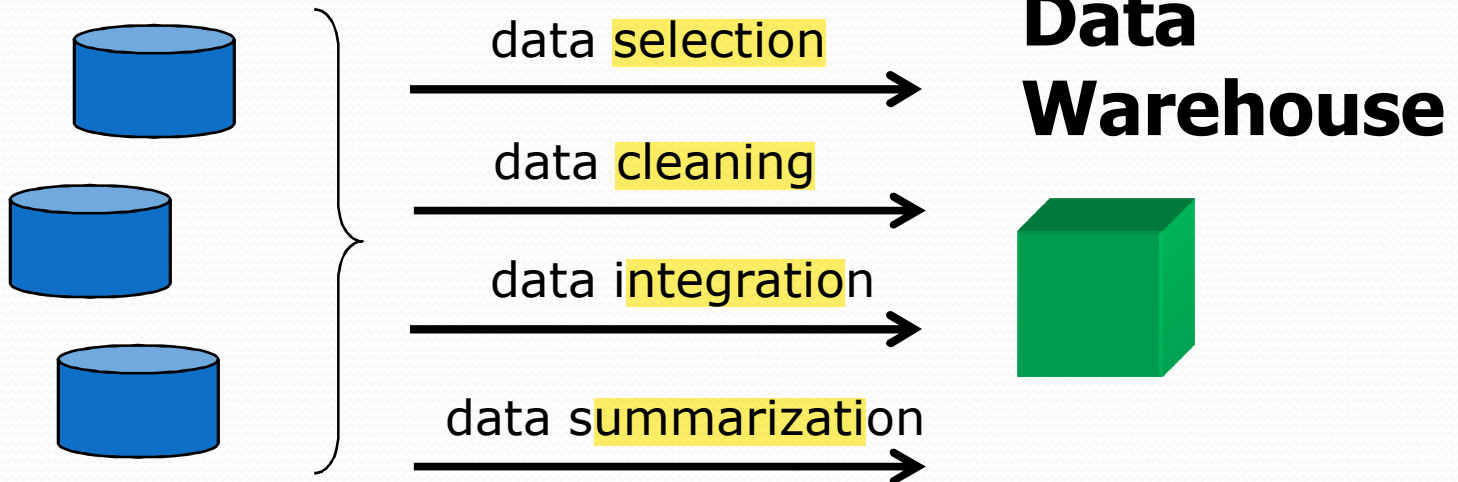 data selection
data cleaning
data integration
data summarization
Data
Warehouse